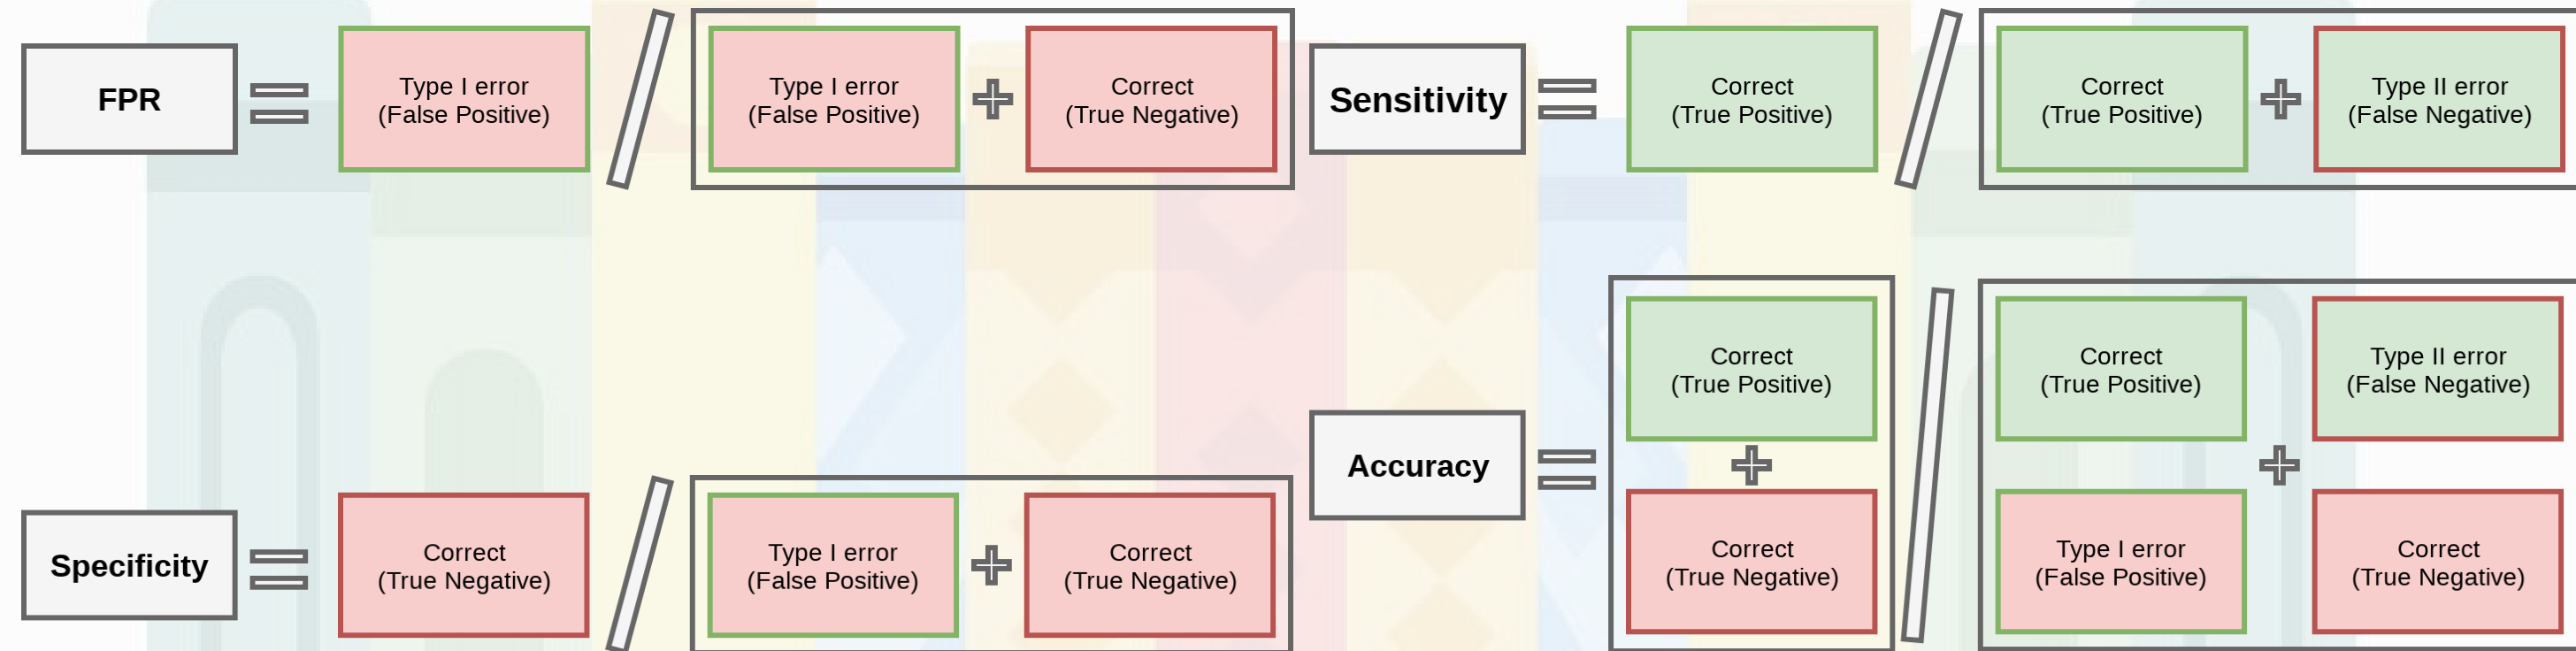 FPR
Type I error
(False Positive)
Type I error
(False Positive)
Correct
(True Negative)
Sensitivity
Correct
(True Positive)
Correct
(True Positive)
Type II error
(False Negative)
Specificity
Correct
(True Negative)
Type I error
(False Positive)
Correct
(True Negative)
Accuracy
Correct
(True Positive)
Correct
(True Negative)
Correct
(True Positive)
Type II error
(False Negative)
Type I error
(False Positive)
Correct
(True Negative)